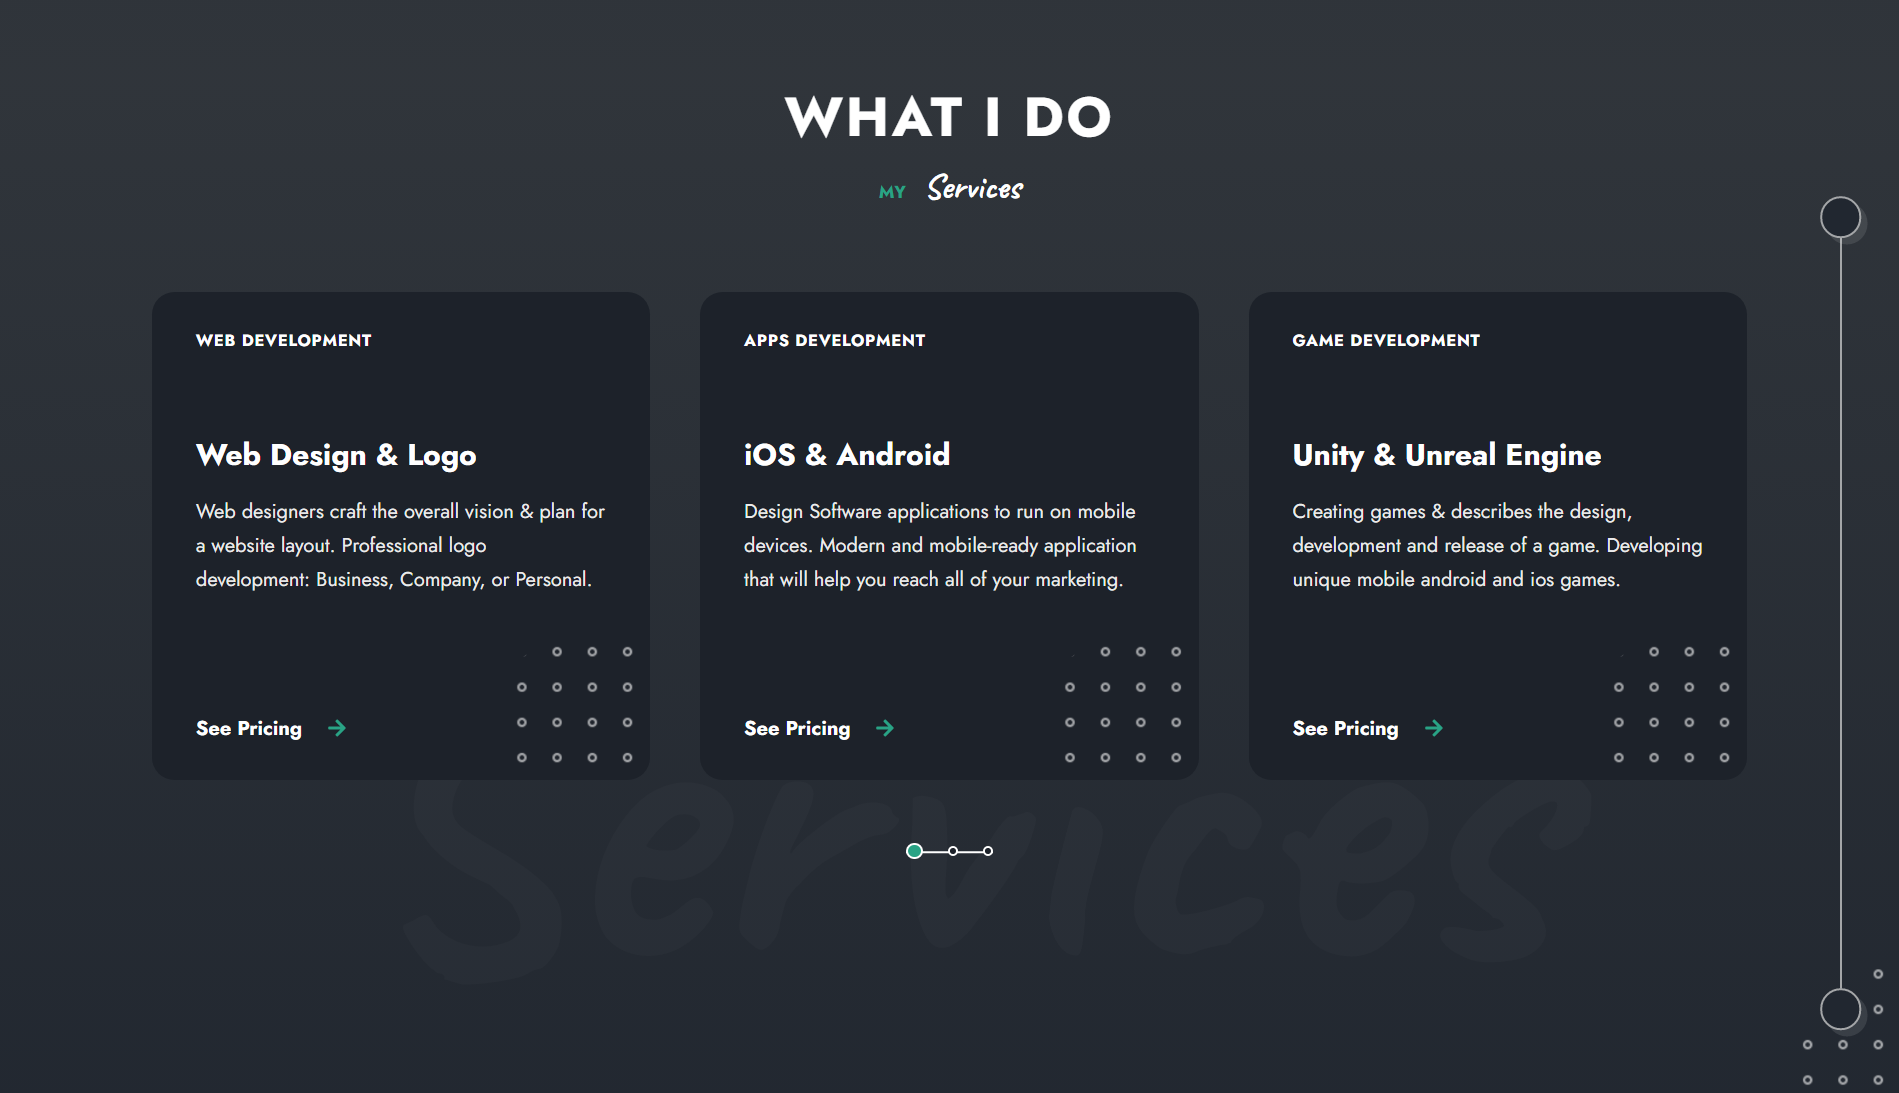 WHAT I DO
MY Services
WEB DEVELOPMENT
Web Design & Logo
Web designers craft the overall vision & plan for
a website layout. Professional logo
development: Business, Company, or Personal.
See Pricing
APPS DEVELOPMENT
iOS & Android
Design Software applications to run on mobile
devices. Modern and mobile-ready application
that will help you reach all of your marketing.
See Pricing
GAME DEVELOPMENT
Unity & Unreal Engine
Creating games & describes the design,
development and release of a game. Developing
unique mobile android and ios games.
See Pricing
Services